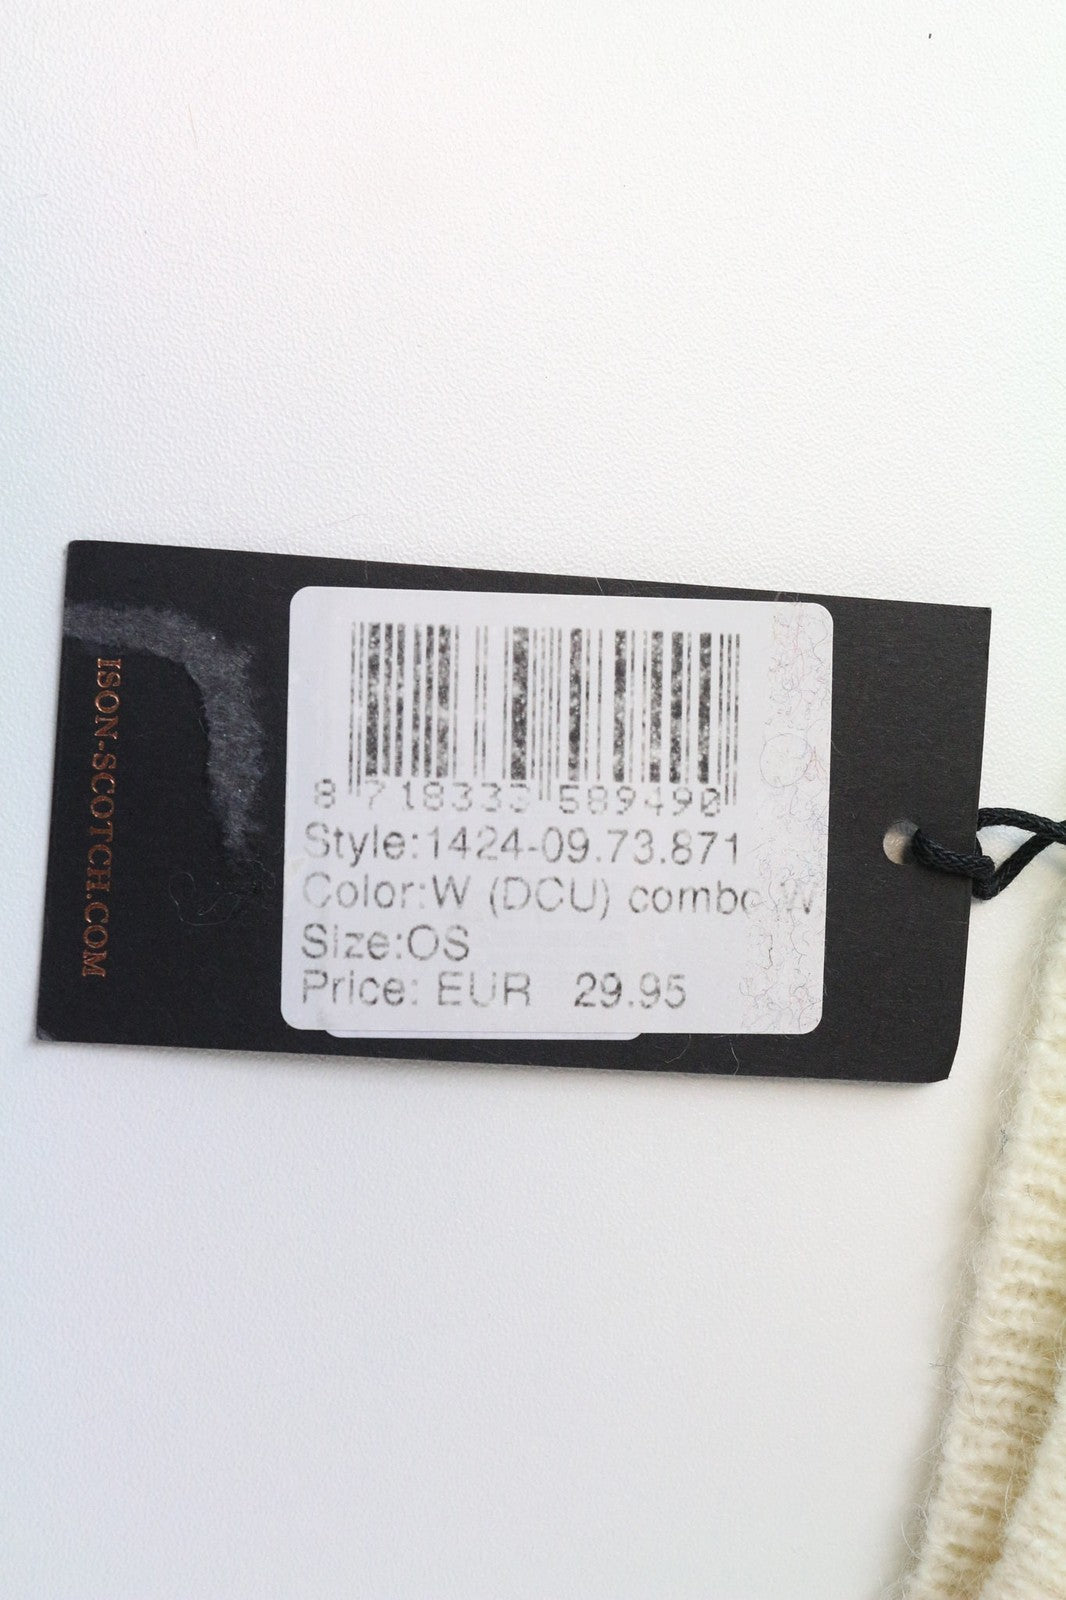 ISON-SCOTCH.COM
8 718333 589490
Style:1424-09.73.871
Color:W (DCU) combo W
Size:OS
Price: EUR 29.95